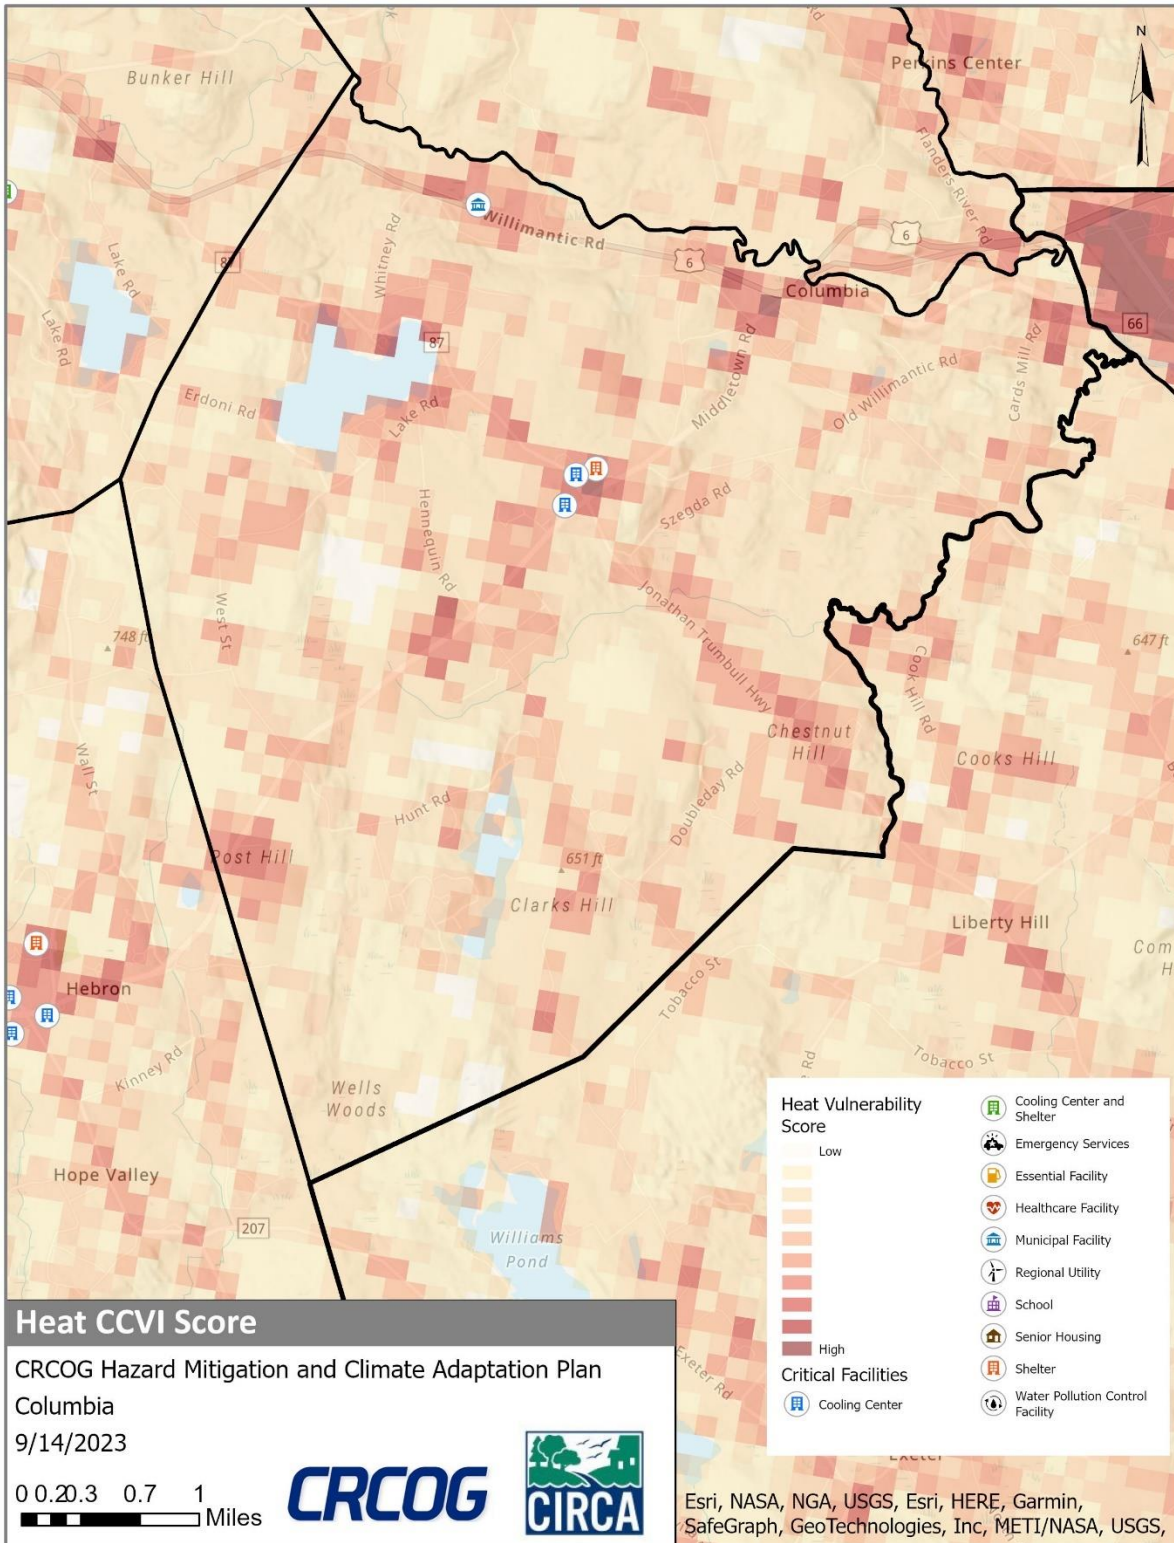 Bunker Hill
Perkins Center
N
Flanders River Rd
Willimantic Rd
6
6
Lake Rd
Whitney Rd
87
Columbia
66
Lake Rd
87
Middletown Rd
Cards Mill Rd
Erdoni Rd
Lake Rd
Old Willimantic Rd
Hennequin Rd
Szegda Rd
West St
Jonathan Trumbull Hwy
748 ft
647 ft
Cook Hill Rd
Wall St
Chestnut
Hill
Cooks Hill
Hunt Rd
Doubleday Rd
Post Hill
651 ft
Clarks Hill
Liberty Hill
Com
H
Hebron
Tobacco St
Kinney Rd
Tobacco St
Wells
Woods
Hope Valley
207
Williams
Pond
Exeter Rd
Exeter
Heat Vulnerability
Score
Low
High
Critical Facilities
Cooling Center
Cooling Center and
Shelter
Emergency Services
Essential Facility
Healthcare Facility
Municipal Facility
Regional Utility
School
Senior Housing
Shelter
Water Pollution Control
Facility
Heat CCVI Score
CRCOG Hazard Mitigation and Climate Adaptation Plan
Columbia
9/14/2023
0 0.20.3 0.7 1
Miles
CRCOG
CIRCA
Esri, NASA, NGA, USGS, Esri, HERE, Garmin,
SafeGraph, GeoTechnologies, Inc, METI/NASA, USGS,